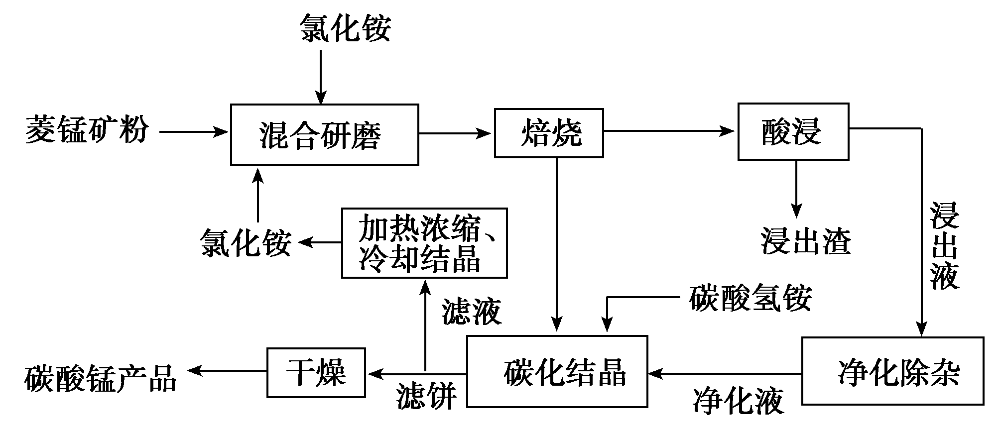 氯化铵
菱锰矿粉
混合研磨
焙烧
酸浸
氯化铵
加热浓缩、
冷却结晶
浸出渣
浸出液
滤液
碳酸氢铵
碳酸锰产品
干燥
滤饼
碳化结晶
净化液
净化除杂